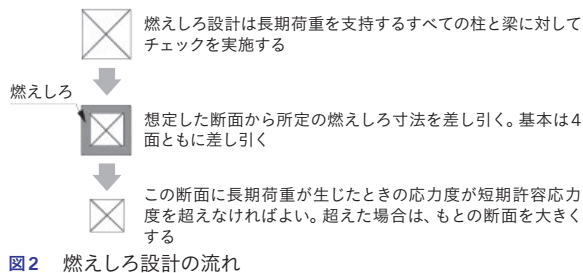 燃えしろ設計は長期荷重を支持するすべての柱と梁に対して
チェックを実施する
燃えしろ
想定した断面から所定の燃えしろ寸法を差し引く。基本は4
面ともに差し引く
この断面に長期荷重が生じたときの応力度が短期許容応力
度を超えなければよい。超えた場合は、もとの断面を大きく
する
図2 燃えしろ設計の流れ